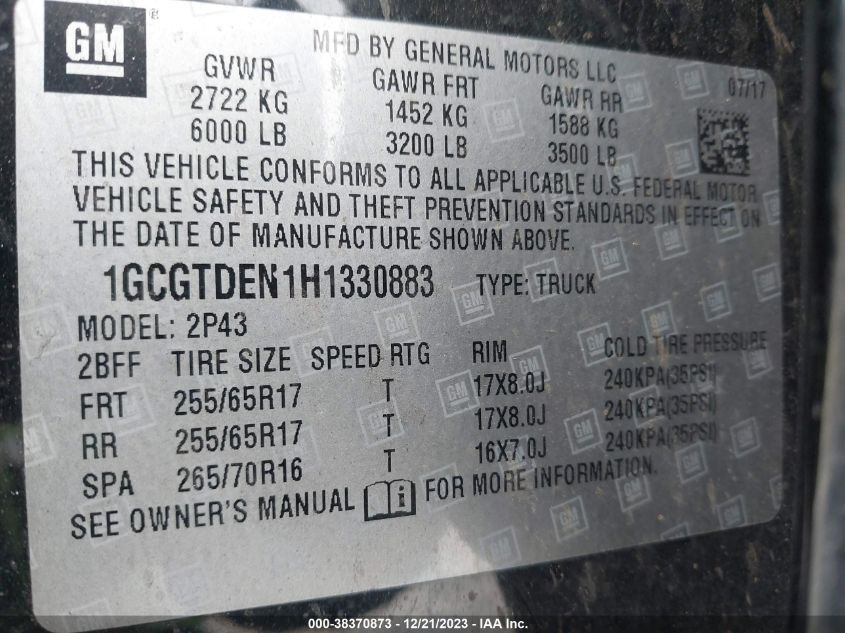 GM ®
MFD BY GENERAL MOTORS LLC
GVWR GAWR FRT GAWR RR 07/17
2722 KG 1452 KG 1588 KG
6000 LB 3200 LB 3500 LB
THIS VEHICLE CONFORMS TO ALL APPLICABLE U.S. FEDERAL MOTOR
VEHICLE SAFETY AND THEFT PREVENTION STANDARDS IN EFFECT ON
THE DATE OF MANUFACTURE SHOWN ABOVE.
1GCGTDEN1H1330883 TYPE: TRUCK
MODEL: 2P43
2BFF TIRE SIZE SPEED RTG RIM COLD TIRE PRESSURE
FRT 255/65R17 T 17X8.0J 240KPA(35PSI)
RR 255/65R17 T 17X8.0J 240KPA(35PSI)
SPA 265/70R16 T 16X7.0J 240KPA(35PSI)
SEE OWNER'S MANUAL i FOR MORE INFORMATION.
000-38370873 - 12/21/2023 - IAA Inc.